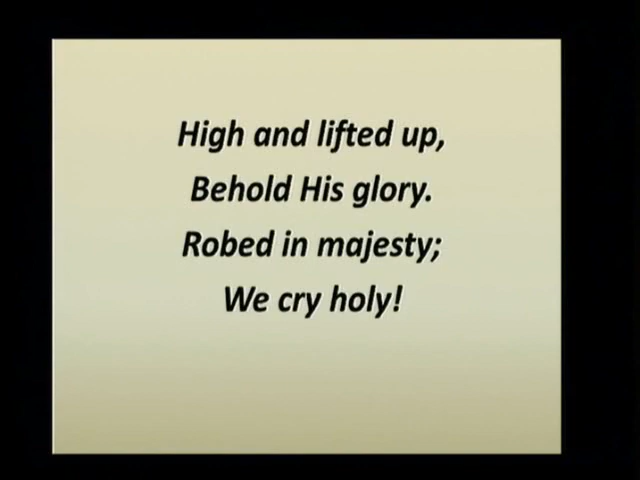 High and lifted up,
Behold His glory.
Robed in majesty;
We cry holy!